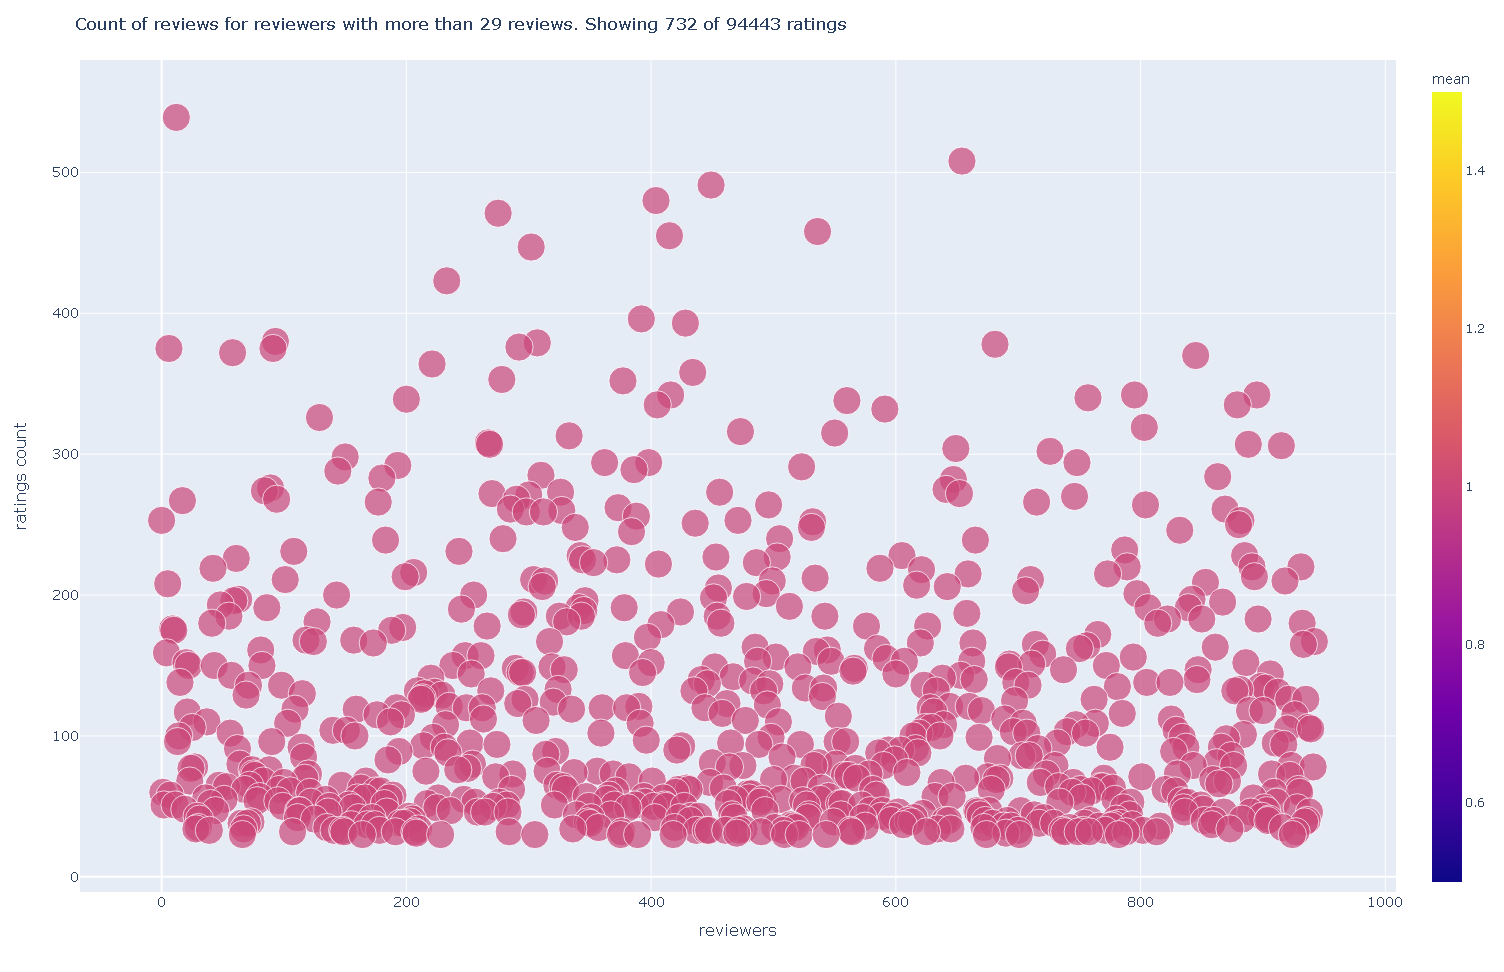 Count of reviews for reviewers with more than 29 reviews. Showing 732 of 94443 ratings
mean
1.4
1.2
1
0.8
0.6
500
400
300
200
100
0
ratings count
0 200 400 600 800 1000
reviewers